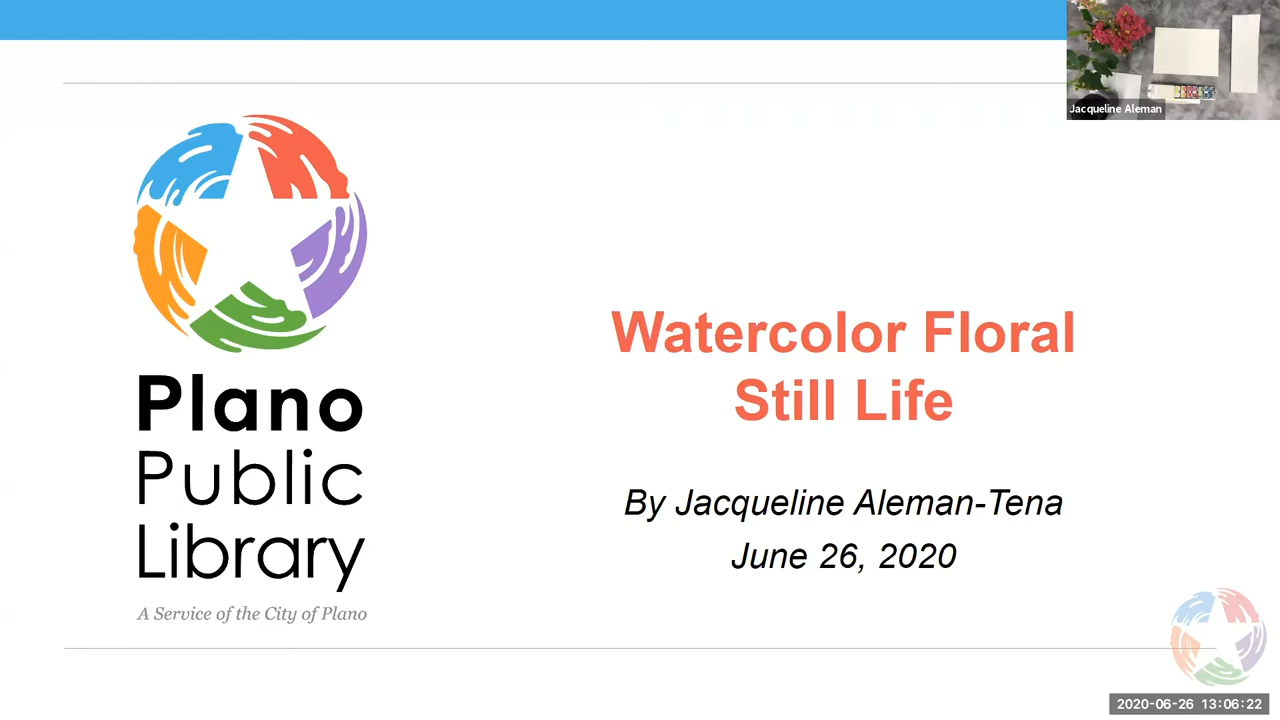 Jacqueline Aleman
Plano
Public
Library
A Service of the City of Plano
Watercolor Floral
Still Life
By Jacqueline Aleman-Tena
June 26, 2020
2020-06-26 13:06:22